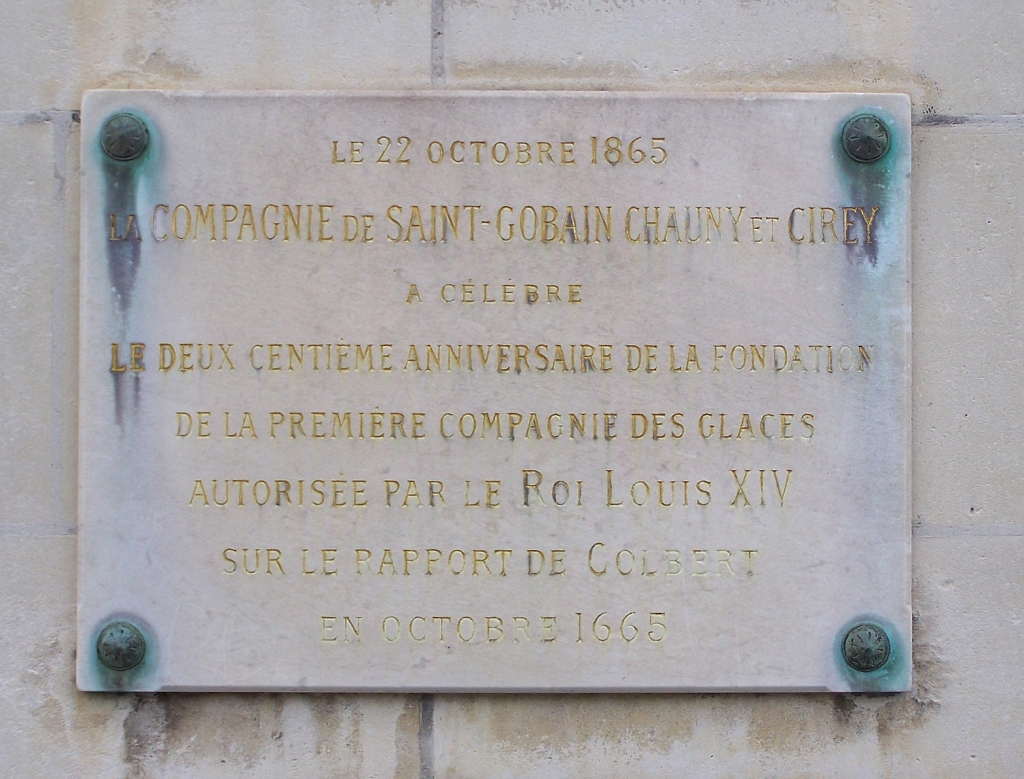 LE 22 OCTOBRE 1865
LA COMPAGNIE DE SAINT-GOBAIN CHAUNY ET CIREY
A CÉLÉBRÉ
LE DEUX CENTIÈME ANNIVERSAIRE DE LA FONDATION
DE LA PREMIÈRE COMPAGNIE DES GLACES
AUTORISÉE PAR LE ROI LOUIS XIV
SUR LE RAPPORT DE COLBERT
EN OCTOBRE 1665